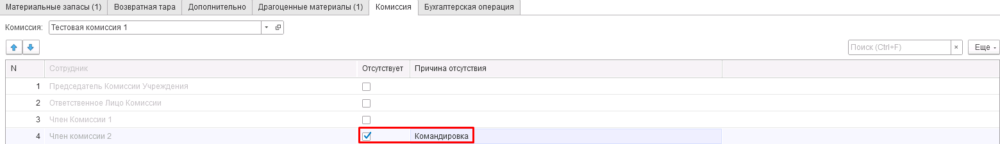 Материальные запасы (1) Возвратная тара Дополнительно Драгоценные материалы (1) Комиссия Бухгалтерская операция
Комиссия: Тестовая комиссия 1
Поиск (Ctrl+F) × Еще
N Сотрудник Отсутствует Причина отсутствия
1 Председатель Комиссии Учреждения
2 Ответственное Лицо Комиссии
3 Член Комиссии 1
4 Член комиссии 2 Командировка